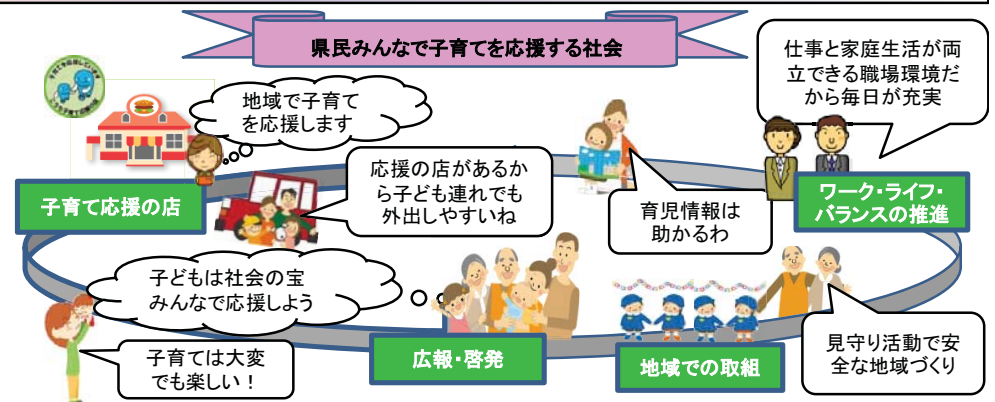 県民みんなで子育てを応援する社会
仕事と家庭生活が両
立できる職場環境だ
から毎日が充実
地域で子育て
を応援します
応援の店があるか
ら子ども連れでも
外出しやすいね
子育て応援の店
育児情報は
助かるわ
ワーク・ライフ・
バランスの推進
子どもは社会の宝
みんなで応援しよう
子育ては大変
でも楽しい!
広報・啓発
地域での取組
見守り活動で安
全な地域づくり